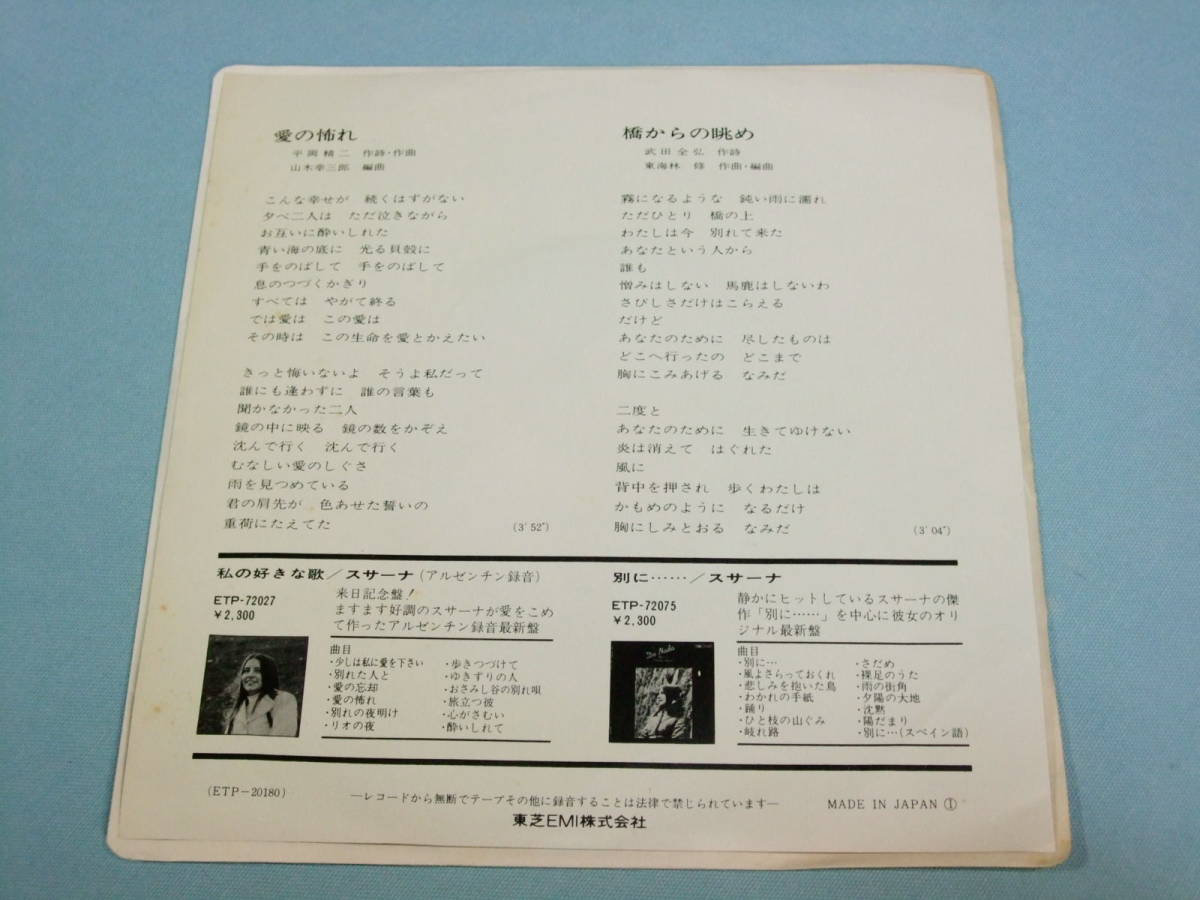 愛の怖れ
平岡精二 作詩・作曲
山木幸三郎 編曲
こんな幸せが 続くはずがない
夕べ二人は ただ泣きながら
お互いに酔いしれた
青い海の底に 光る貝殻に
手をのばして 手をのばして
息のつづくかぎり
すべては やがて終る
では愛は この愛は
その時は この生命を愛とかえたい
きっと悔いないよ そうよ私だって
誰にも逢わずに 誰の言葉も
聞かなかった二人
鏡の中に映る 鏡の数をかぞえ
沈んで行く 沈んで行く
むなしい愛のしぐさ
雨を見つめている
君の肩先が 色あせた誓いの
重荷にたえてた
(3'52")
橋からの眺め
武田全弘 作詩
東海林 修 作曲・編曲
霧になるような 鈍い雨に濡れ
ただひとり 橋の上
わたしは今 別れて来た
あなたという人から
誰も
憎みはしない 馬鹿はしないわ
さびしさだけはこらえる
だけど
あなたのために 尽したものは
どこへ行ったの どこまで
胸にこみあげる なみだ
二度と
あなたのために 生きてゆけない
炎は消えて はぐれた
風に
背中を押され 歩くわたしは
かもめのように なるだけ
胸にしみとおる なみだ
(3'04")
私の好きな歌/スサーナ(アルゼンチン録音)
ETP-72027
¥2,300
来日記念盤!
ますます好調のスサーナが愛をこめ
て作ったアルゼンチン録音最新盤
曲目
・少しは私に愛を下さい
・別れた人と
・愛の忘却
・愛の怖れ
・別れの夜明け
・リオの夜
・歩きつづけて
・ゆきずりの人
・おさみし谷の別れ唄
・旅立つ彼
・心がさむい
・酔いしれて
別に……/スサーナ
ETP-72075
¥2,300
静かにヒットしているスサーナの傑
作「別に……」を中心に彼女のオリ
ジナル最新盤
曲目
・別に…
・風よさらっておくれ
・悲しみを抱いた鳥
・わかれの手紙
・踊り
・ひと枝の山ぐみ
・岐れ路
・さだめ
・裸足のうた
・雨の街角
・夕陽の大地
・沈黙
・陽だまり
・別に…(スペイン語)
(ETP-20180)
―レコードから無断でテープその他に録音することは法律で禁じられています―
MADE IN JAPAN ①
東芝EMI株式会社